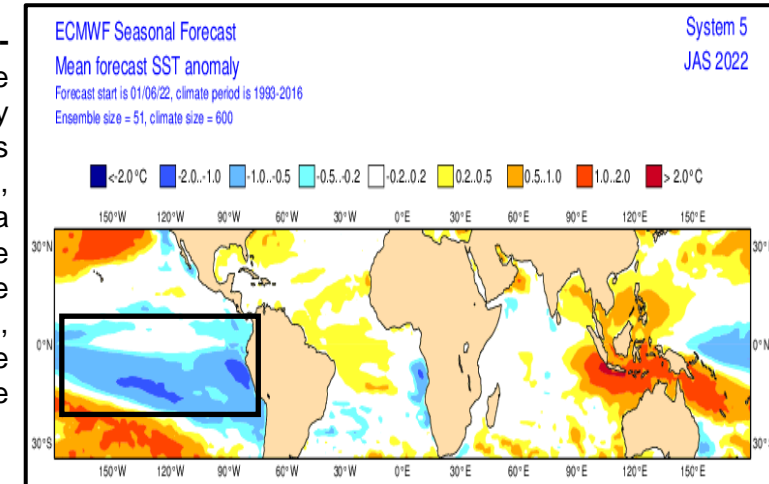 -
e
y
s
,
a
e
e
,
e
e
ECMWF Seasonal Forecast
System 5
Mean forecast SST anomaly
JAS 2022
Forecast start is 01/06/22, climate period is 1993-2016
Ensemble size = 51, climate size = 600
<-2.0°C -2.0..-1.0 -1.0..-0.5 -0.5..-0.2 -0.2..0.2 0.2..0.5 0.5..1.0 1.0..2.0 > 2.0°C
150°W 120°W 90°W 60°W 30°W 0°E 30°E 60°E 90°E 120°E 150°E
30°N 30°
0°N 0°
30°S 30°
150°W 120°W 90°W 60°W 30°W 0°E 30°E 60°E 90°E 120°E 150°E